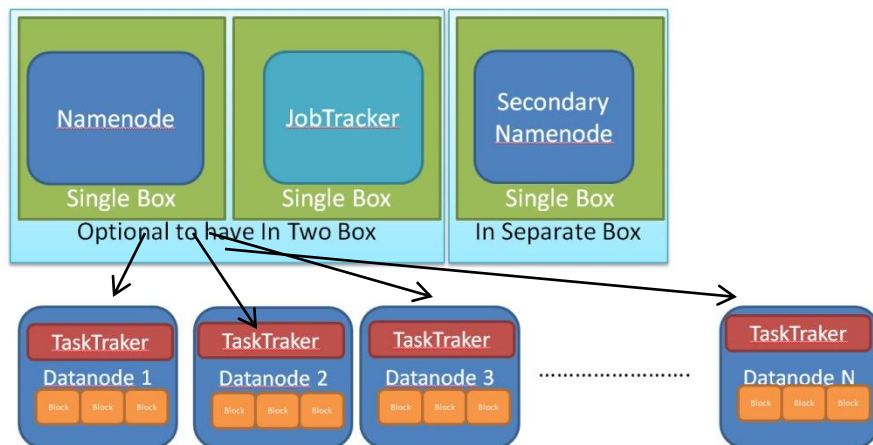 Namenode
JobTracker
Secondary
Namenode
Single Box
Single Box
Single Box
Optional to have In Two Box
In Separate Box
TaskTraker
TaskTraker
TaskTraker
TaskTraker
Datanode 1
Datanode 2
Datanode 3
........................
Datanode N
Block Block Block
Block Block Block
Block Block Block
Block Block Block